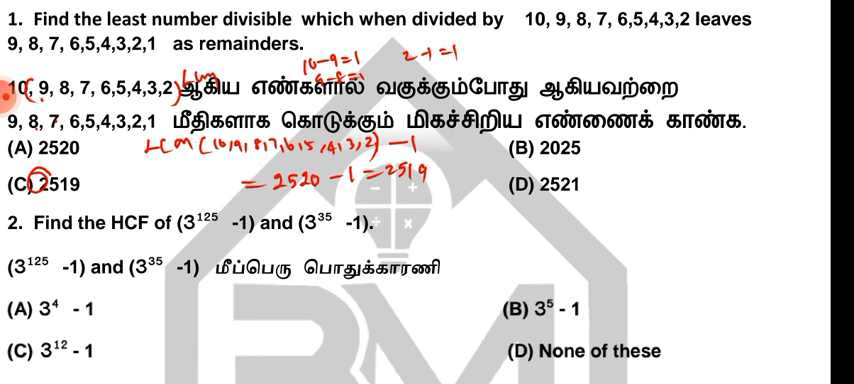 1. Find the least number divisible which when divided by 10, 9, 8, 7, 6,5,4,3,2 leaves
9, 8, 7, 6,5,4,3,2,1 as remainders.
10-9=1 2-1=1
9-8=1
10, 9, 8, 7, 6,5,4,3,2 ஆகிய எண்களால் வகுக்கும்போது ஆகியவற்றை
9, 8, 7, 6,5,4,3,2,1 மீதிகளாக கொடுக்கும் மிகச்சிறிய எண்ணைக் காண்க.
(A) 2520 LCM (10,9,8,7,6,5,4,3,2) -1 (B) 2025
(C) 2519 = 2520 -1 = 2519 (D) 2521
2. Find the HCF of (3¹²⁵ -1) and (3³⁵ -1).
(3¹²⁵ -1) and (3³⁵ -1) மீப்பெரு பொதுக்காரணி
(A) 3⁴ - 1 (B) 3⁵ - 1
(C) 3¹² - 1 (D) None of these